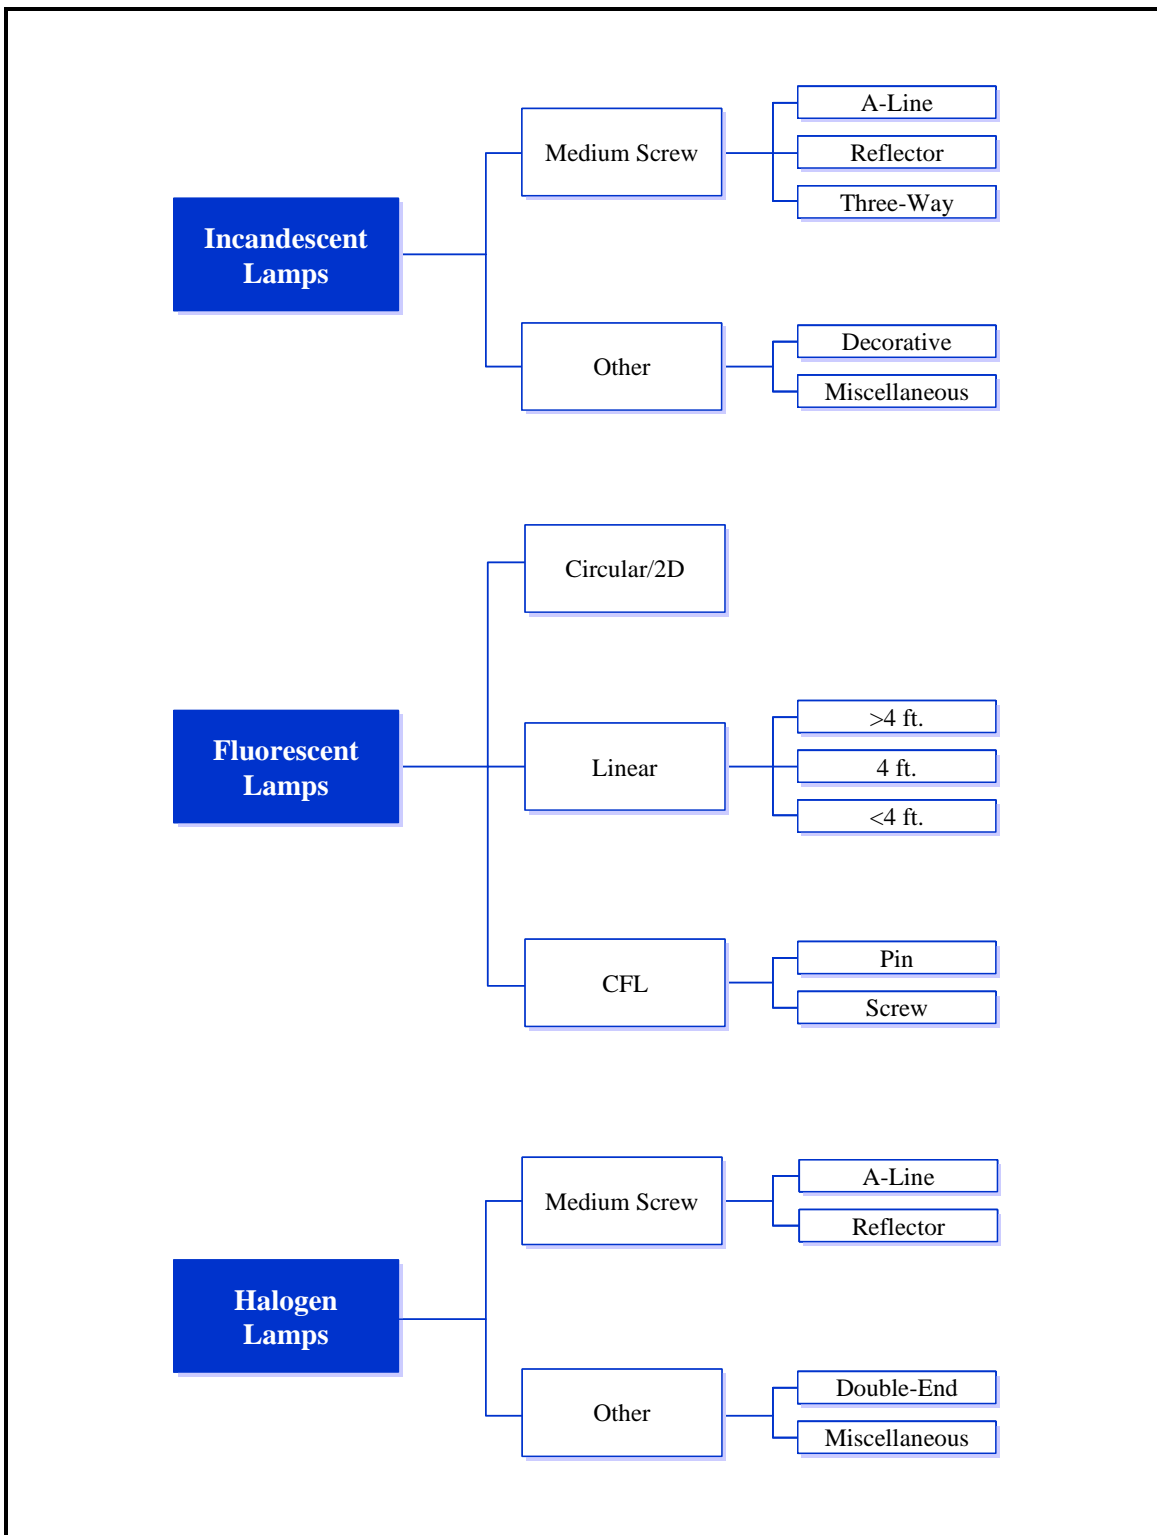 Incandescent
Lamps
Medium Screw
A-Line
Reflector
Three-Way
Other
Decorative
Miscellaneous
Fluorescent
Lamps
Circular/2D
Linear
>4 ft.
4 ft.
<4 ft.
CFL
Pin
Screw
Halogen
Lamps
Medium Screw
A-Line
Reflector
Other
Double-End
Miscellaneous